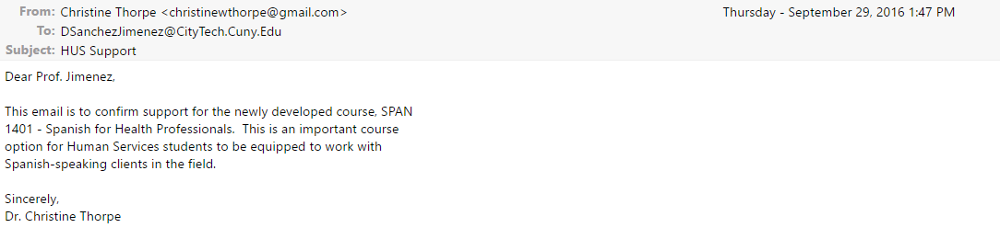 From: Christine Thorpe <christinewthorpe@gmail.com> Thursday - September 29, 2016 1:47 PM
To: DSanchezJimenez@CityTech.Cuny.Edu
Subject: HUS Support
Dear Prof. Jimenez,
This email is to confirm support for the newly developed course, SPAN
1401 - Spanish for Health Professionals.  This is an important course
option for Human Services students to be equipped to work with
Spanish-speaking clients in the field.
Sincerely,
Dr. Christine Thorpe